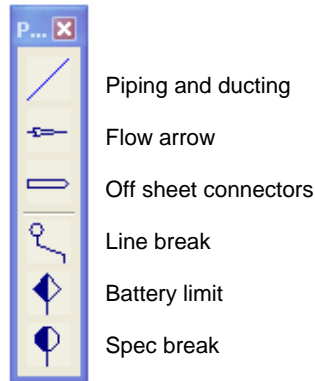 P...
Piping and ducting
Flow arrow
Off sheet connectors
Line break
Battery limit
Spec break